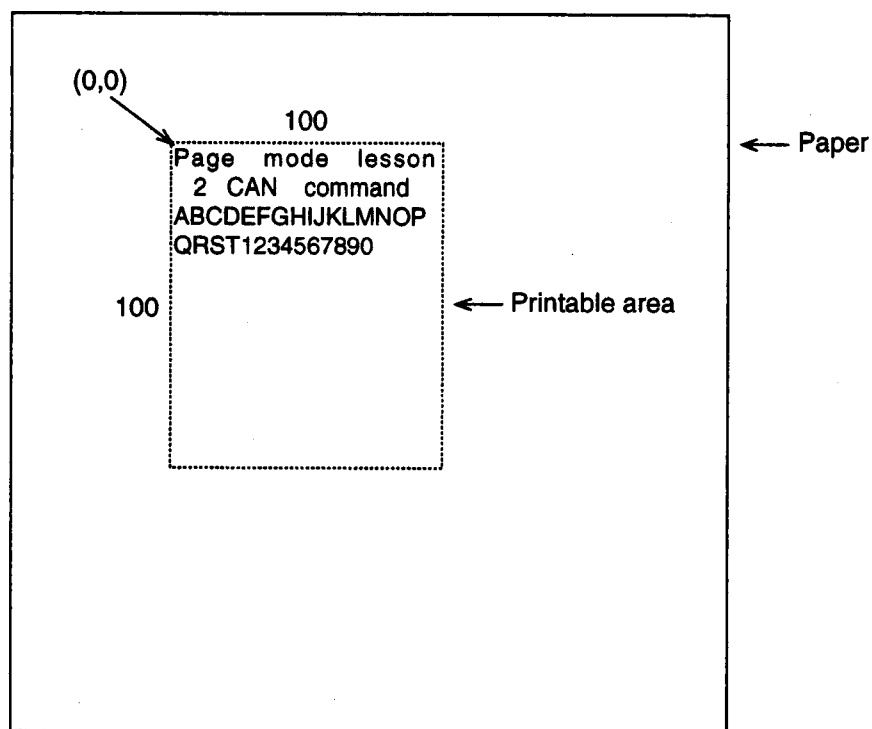 (0,0)
100
Paper
Page mode lesson
2 CAN command
ABCDEFGHIJKLMNOP
QRST1234567890
100
Printable area